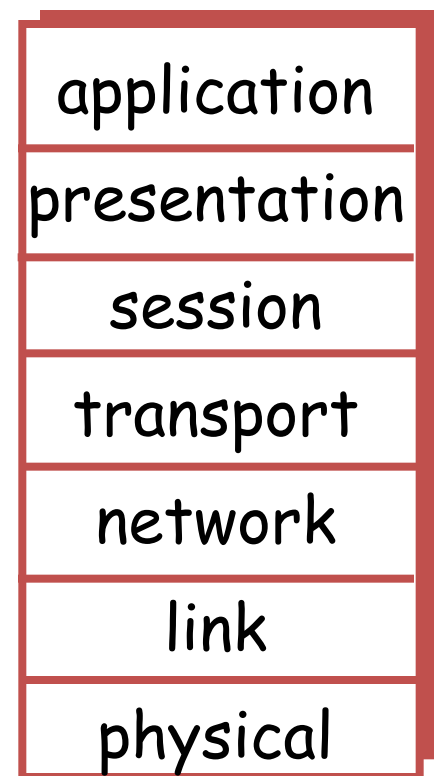 application
presentation
session
transport
network
link
physical